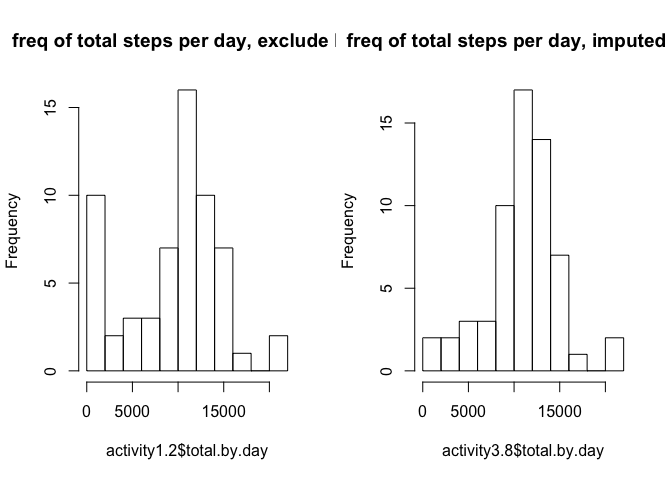 freq of total steps per day, exclude
15
10
5
0
Frequency
0 5000 15000
activity1.2$total.by.day
freq of total steps per day, imputed
15
10
5
0
Frequency
0 5000 15000
activity3.8$total.by.day